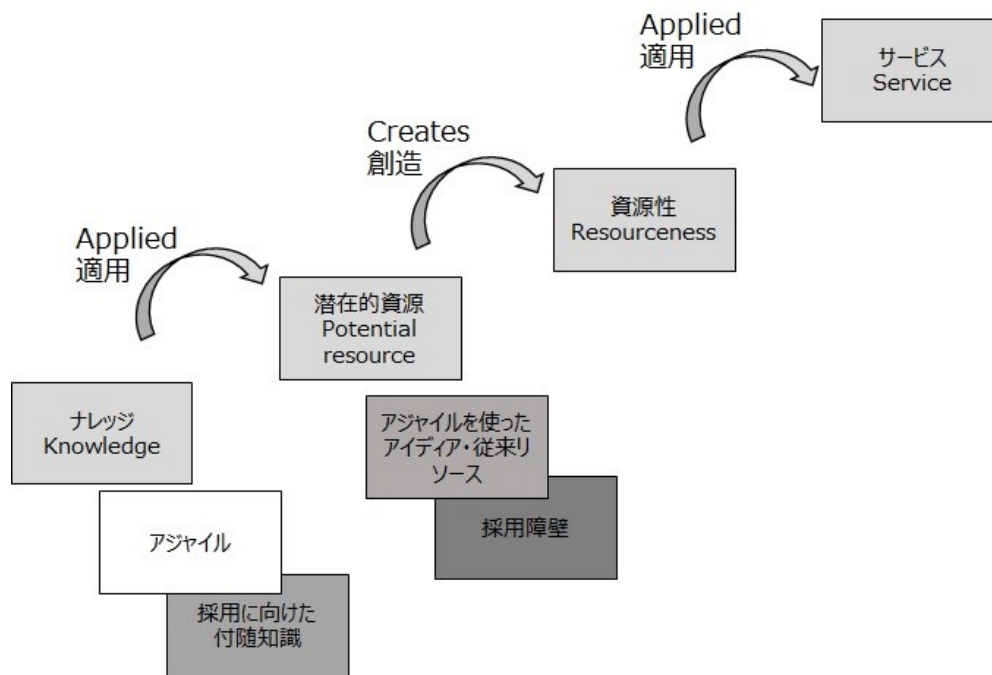 Applied
適用
サービス
Service
Creates
創造
資源性
Resourceness
Applied
適用
潜在的資源
Potential
resource
ナレッジ
Knowledge
アジャイルを使った
アイディア・従来リ
ソース
採用障壁
アジャイル
採用に向けた
付随知識